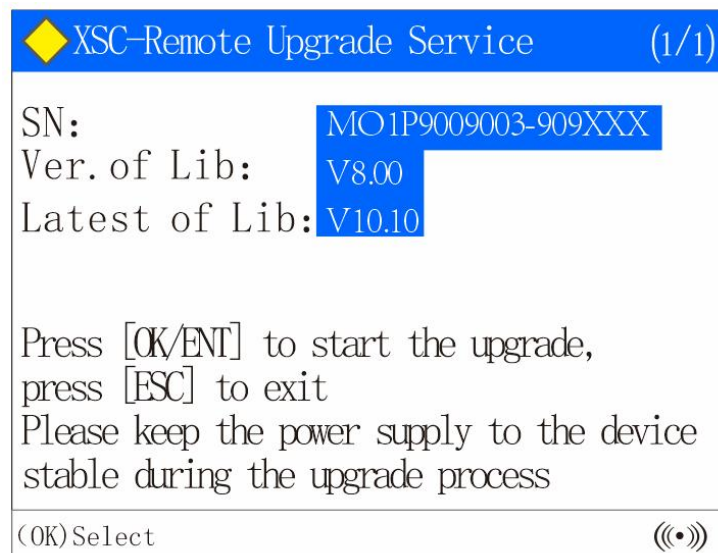 XSC-Remote Upgrade Service (1/1)
SN: MO1P9009003-909XXX
Ver.of Lib: V8.00
Latest of Lib: V10.10
Press [OK/ENT] to start the upgrade,
press [ESC] to exit
Please keep the power supply to the device
stable during the upgrade process
(OK)Select